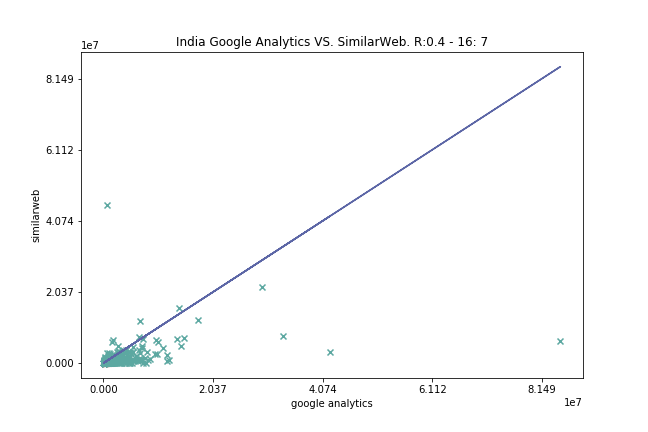 India Google Analytics VS. SimilarWeb. R:0.4 - 16: 7
1e7
8.149
6.112
4.074
2.037
0.000
similarweb
0.000 2.037 4.074 6.112 8.149
google analytics
1e7